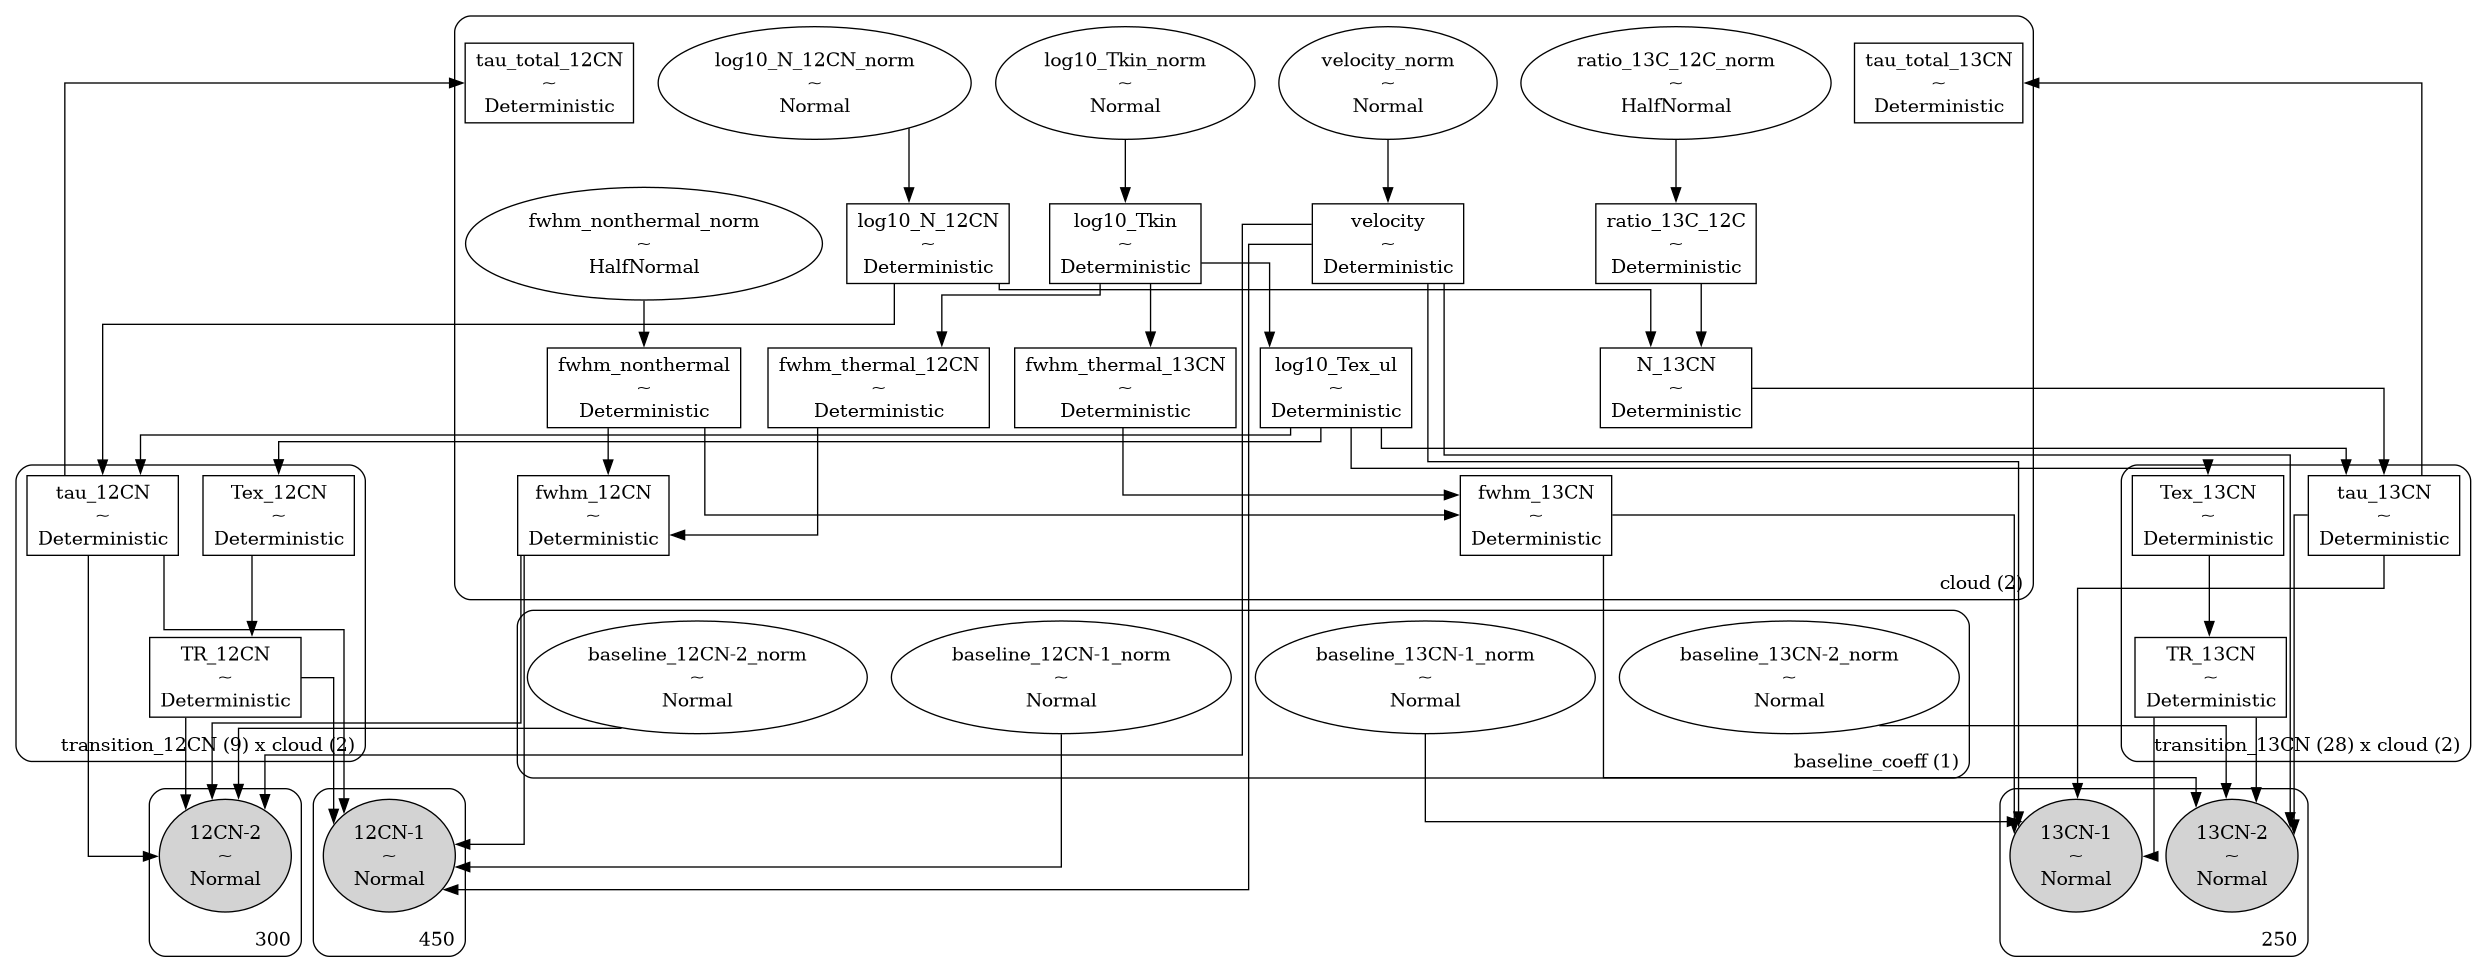 tau_total_12CN
~
Deterministic
log10_N_12CN_norm
~
Normal
log10_Tkin_norm
~
Normal
velocity_norm
~
Normal
ratio_13C_12C_norm
~
HalfNormal
tau_total_13CN
~
Deterministic
fwhm_nonthermal_norm
~
HalfNormal
log10_N_12CN
~
Deterministic
log10_Tkin
~
Deterministic
velocity
~
Deterministic
ratio_13C_12C
~
Deterministic
fwhm_nonthermal
~
Deterministic
fwhm_thermal_12CN
~
Deterministic
fwhm_thermal_13CN
~
Deterministic
log10_Tex_ul
~
Deterministic
N_13CN
~
Deterministic
tau_12CN
~
Deterministic
Tex_12CN
~
Deterministic
fwhm_12CN
~
Deterministic
fwhm_13CN
~
Deterministic
Tex_13CN
~
Deterministic
tau_13CN
~
Deterministic
cloud (2)
TR_12CN
~
Deterministic
baseline_12CN-2_norm
~
Normal
baseline_12CN-1_norm
~
Normal
baseline_13CN-1_norm
~
Normal
baseline_13CN-2_norm
~
Normal
TR_13CN
~
Deterministic
transition_12CN (9) x cloud (2)
baseline_coeff (1)
transition_13CN (28) x cloud (2)
12CN-2
~
Normal
12CN-1
~
Normal
13CN-1
~
Normal
13CN-2
~
Normal
300
450
250